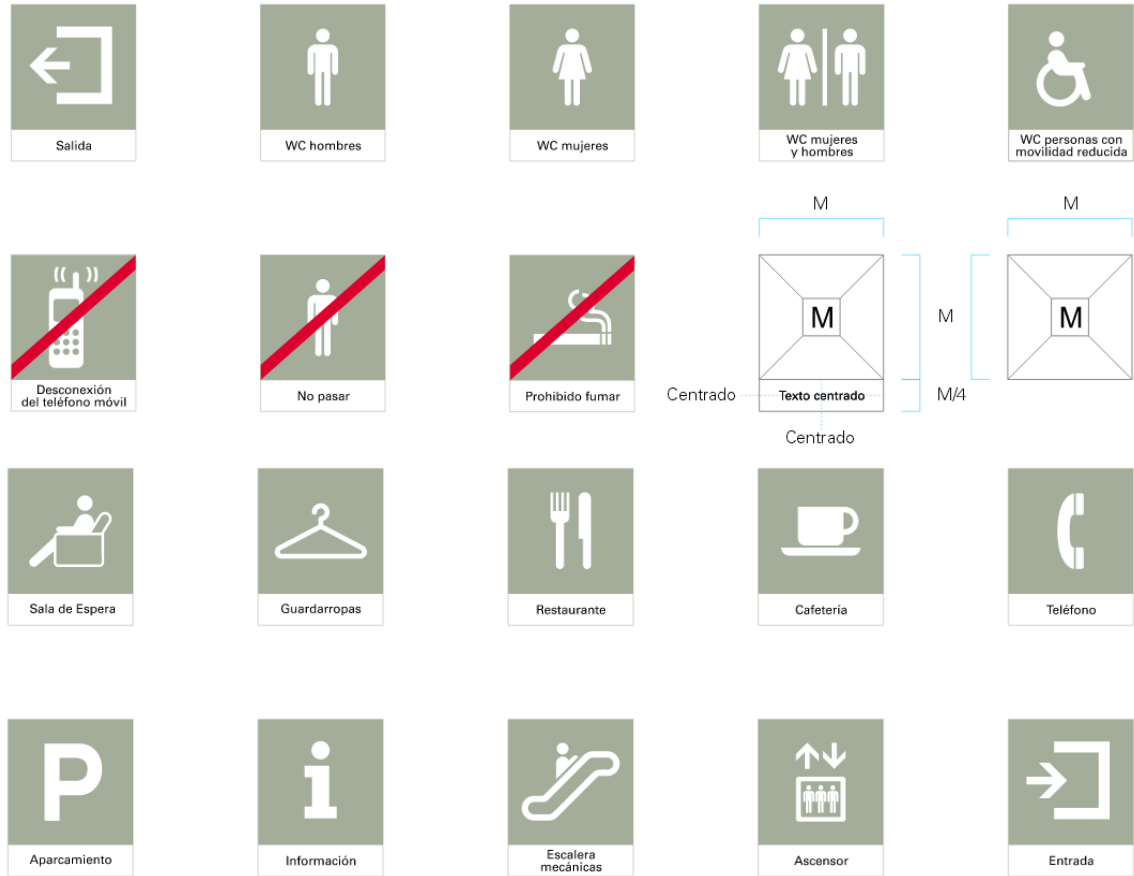 Salida
WC hombres
WC mujeres
WC mujeres
y hombres
WC personas con
movilidad reducida
M
M
Desconexión
del teléfono móvil
No pasar
Prohibido fumar
M
M
M
Centrado
Texto centrado
M/4
Centrado
Sala de Espera
Guardarropas
Restaurante
Cafetería
Teléfono
P
Aparcamiento
i
Información
Escalera
mecánicas
Ascensor
Entrada